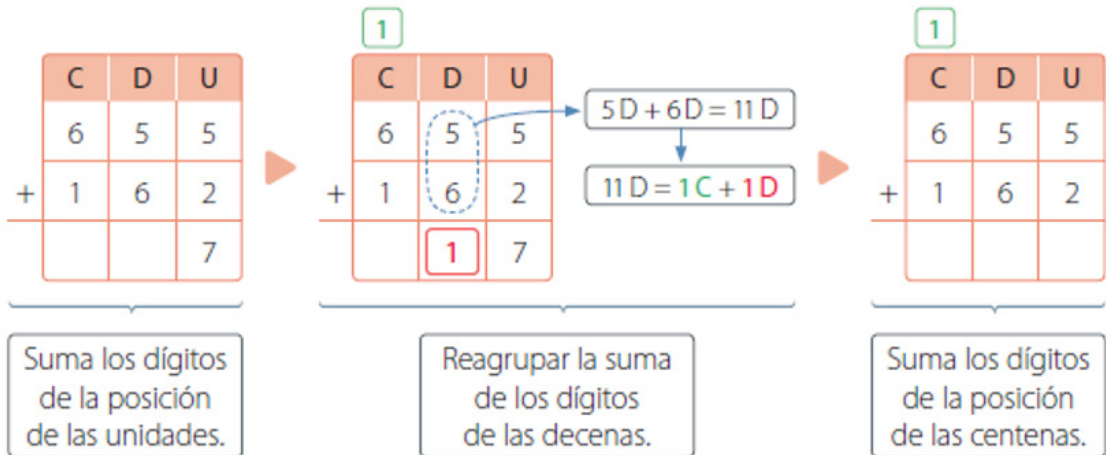 C D U
6 5 5
+ 1 6 2
7
Suma los dígitos
de la posición
de las unidades.
1
C D U
6 5 5
+ 1 6 2
1 7
5 D + 6 D = 11 D
11 D = 1 C + 1 D
Reagrupar la suma
de los dígitos
de las decenas.
1
C D U
6 5 5
+ 1 6 2
Suma los dígitos
de la posición
de las centenas.